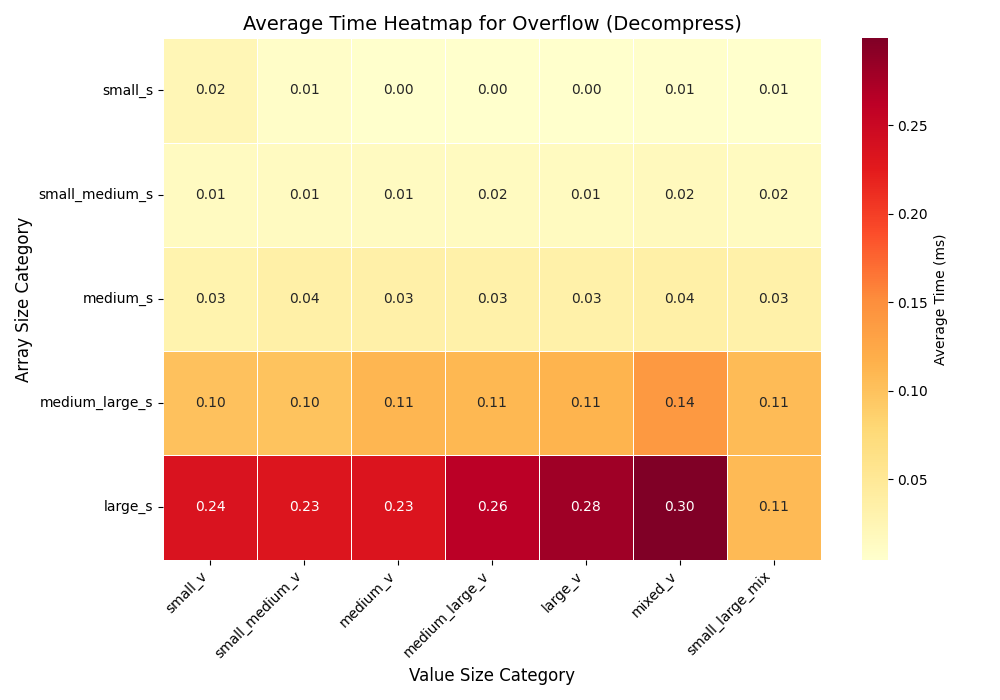 Average Time Heatmap for Overflow (Decompress)
Array Size Category
small_s 0.02 0.01 0.00 0.00 0.00 0.01 0.01
small_medium_s 0.01 0.01 0.01 0.02 0.01 0.02 0.02
medium_s 0.03 0.04 0.03 0.03 0.03 0.04 0.03
medium_large_s 0.10 0.10 0.11 0.11 0.11 0.14 0.11
large_s 0.24 0.23 0.23 0.26 0.28 0.30 0.11
small_v small_medium_v medium_v medium_large_v large_v mixed_v small_large_mix
Value Size Category
0.25
0.20
0.15
0.10
0.05
Average Time (ms)